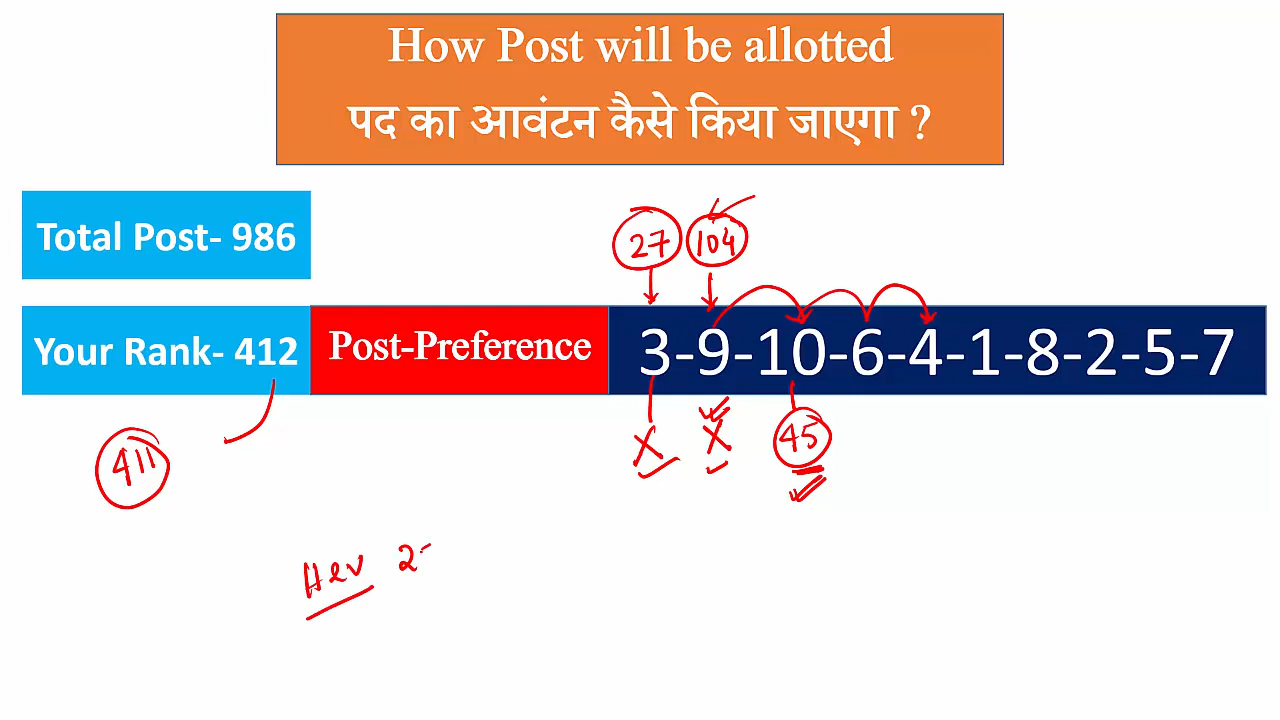 How Post will be allotted
पद का आवंटन कैसे किया जाएगा ?
Total Post- 986
27 104
Your Rank- 412
Post-Preference
3-9-10-6-4-1-8-2-5-7
X X 45
411
2